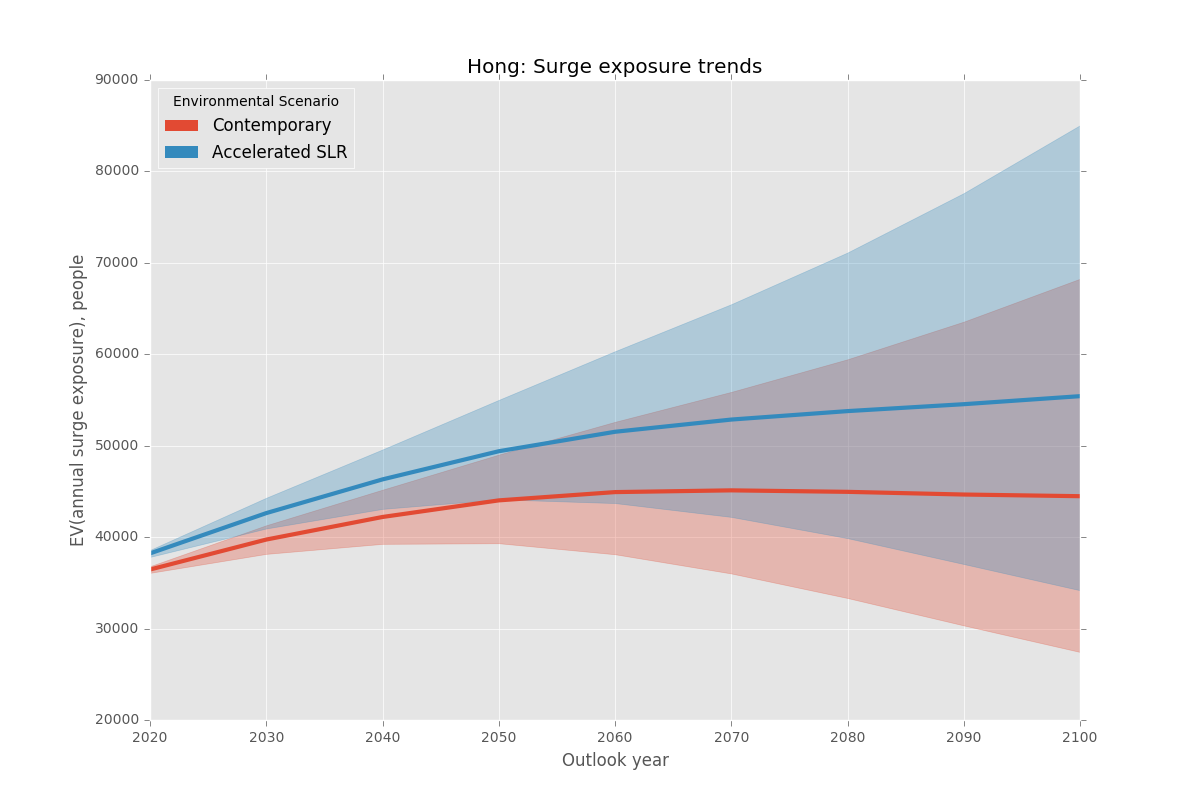 Hong: Surge exposure trends
Environmental Scenario
Contemporary
Accelerated SLR
EV(annual surge exposure), people
90000
80000
70000
60000
50000
40000
30000
20000
2020 2030 2040 2050 2060 2070 2080 2090 2100
Outlook year